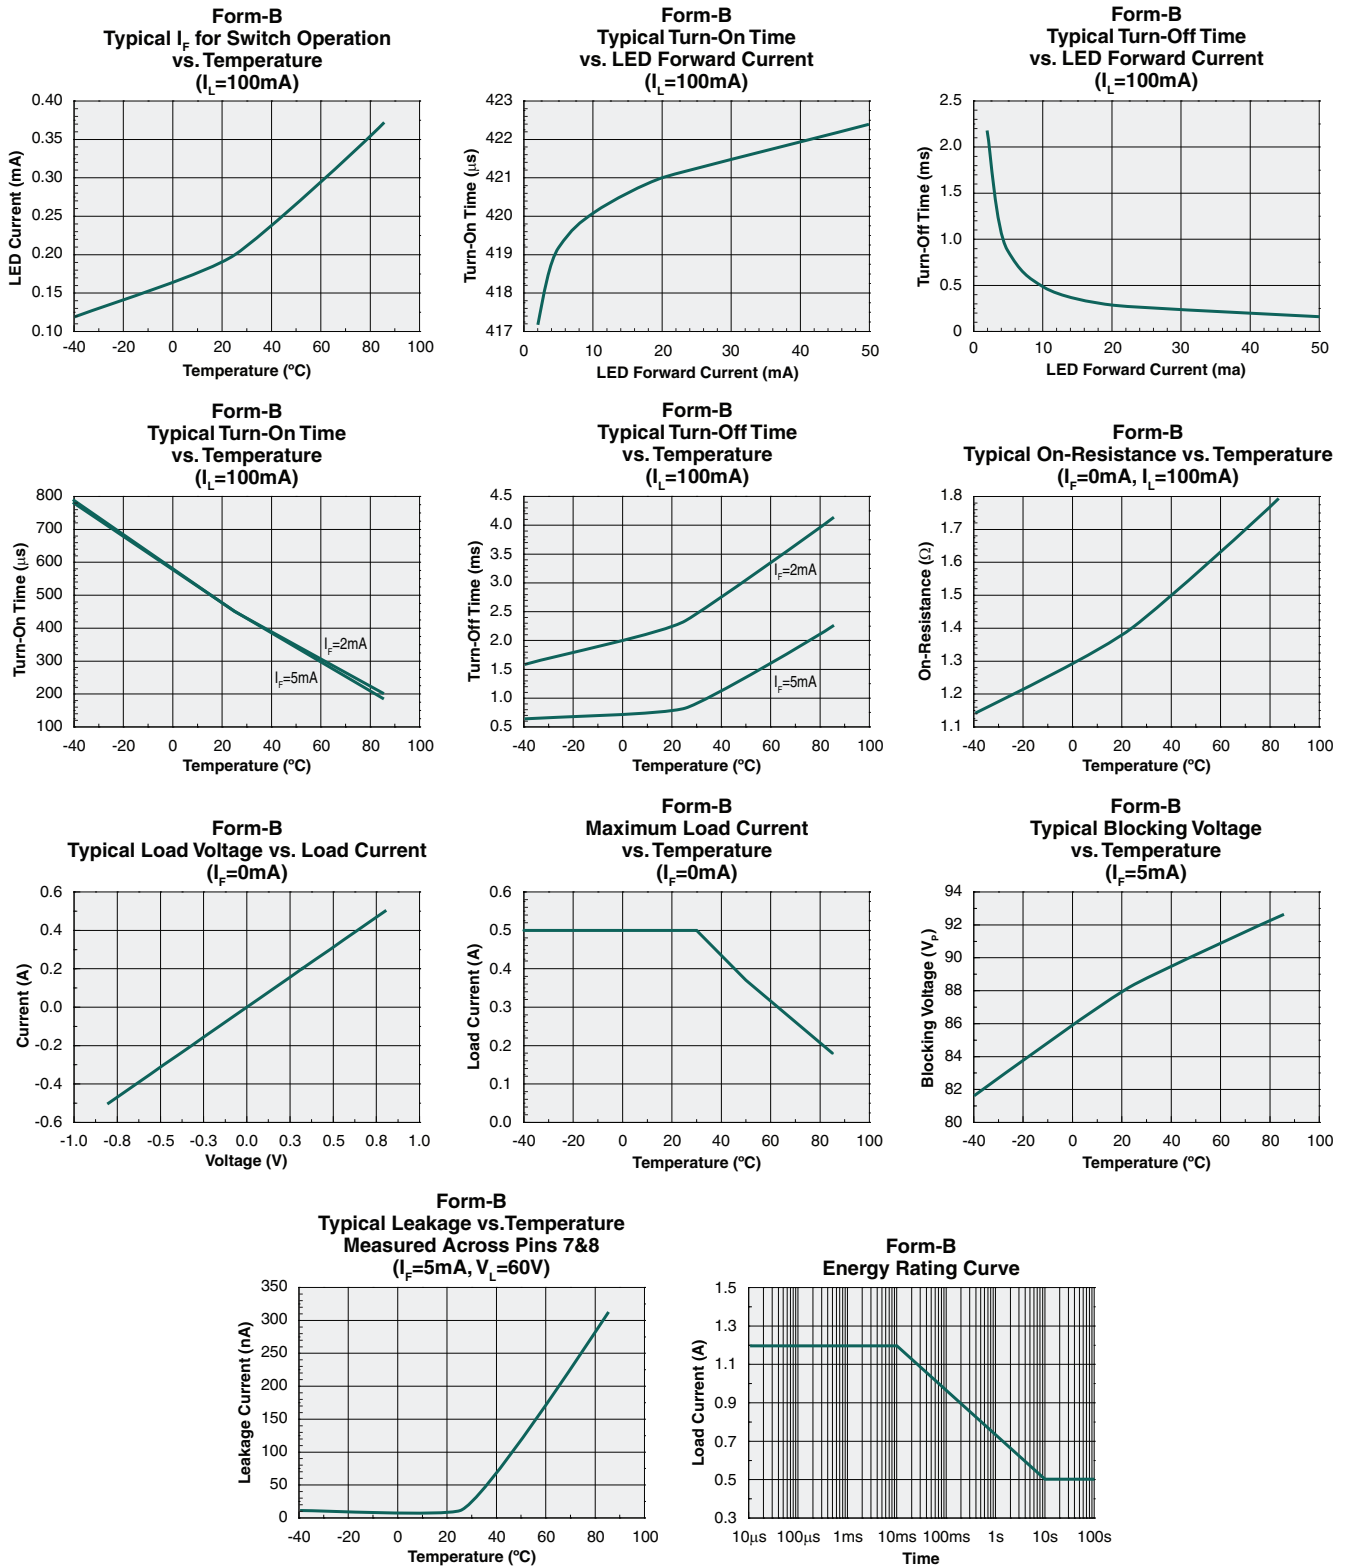 Form-B
Typical IF for Switch Operation
vs. Temperature
(IL=100mA)
LED Current (mA)
0.40
0.35
0.30
0.25
0.20
0.15
0.10
-40 -20 0 20 40 60 80 100
Temperature (ºC)
Form-B
Typical Turn-On Time
vs. LED Forward Current
(IL=100mA)
Turn-On Time (μs)
423
422
421
420
419
418
417
0 10 20 30 40 50
LED Forward Current (mA)
Form-B
Typical Turn-Off Time
vs. LED Forward Current
(IL=100mA)
Turn-Off Time (ms)
2.5
2.0
1.5
1.0
0.5
0
0 10 20 30 40 50
LED Forward Current (ma)
Form-B
Typical Turn-On Time
vs. Temperature
(IL=100mA)
Turn-On Time (μs)
800
700
600
500
400
300
200
100
IF=2mA
IF=5mA
-40 -20 0 20 40 60 80 100
Temperature (ºC)
Form-B
Typical Turn-Off Time
vs. Temperature
(IL=100mA)
Turn-Off Time (ms)
4.5
4.0
3.5
3.0
2.5
2.0
1.5
1.0
0.5
IF=2mA
IF=5mA
-40 -20 0 20 40 60 80 100
Temperature (ºC)
Form-B
Typical On-Resistance vs. Temperature
(IF=0mA, IL=100mA)
On-Resistance (Ω)
1.8
1.7
1.6
1.5
1.4
1.3
1.2
1.1
-40 -20 0 20 40 60 80 100
Temperature (ºC)
Form-B
Typical Load Voltage vs. Load Current
(IF=0mA)
Current (A)
0.6
0.4
0.2
0.0
-0.2
-0.4
-0.6
-1.0 -0.8 -0.5 -0.3 0.0 0.3 0.5 0.8 1.0
Voltage (V)
Form-B
Maximum Load Current
vs. Temperature
(IF=0mA)
Load Current (A)
0.6
0.5
0.4
0.3
0.2
0.1
0.0
-40 -20 0 20 40 60 80 100
Temperature (ºC)
Form-B
Typical Blocking Voltage
vs. Temperature
(IF=5mA)
Blocking Voltage (VP)
94
92
90
88
86
84
82
80
-40 -20 0 20 40 60 80 100
Temperature (ºC)
Form-B
Typical Leakage vs.Temperature
Measured Across Pins 7&8
(IF=5mA, VL=60V)
Leakage Current (nA)
350
300
250
200
150
100
50
0
-40 -20 0 20 40 60 80 100
Temperature (ºC)
Form-B
Energy Rating Curve
Load Current (A)
1.5
1.3
1.1
0.9
0.7
0.5
0.3
10μs 100μs 1ms 10ms 100ms 1s 10s 100s
Time